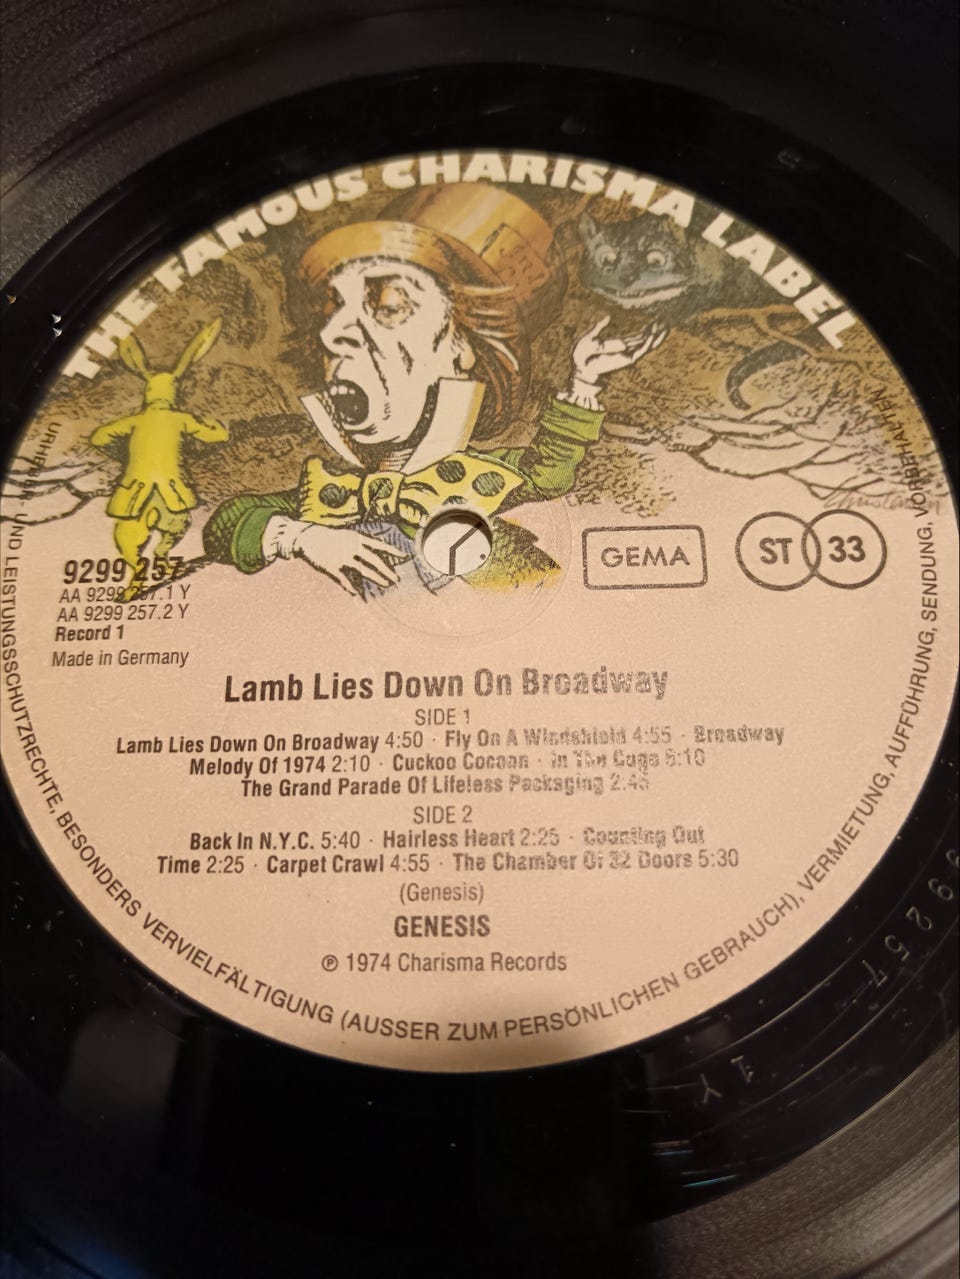 THE FAMOUS CHARISMA LABEL
GEMA
ST 33
9299 257
AA 9299 257.1 Y
AA 9299 257.2 Y
Record 1
Made in Germany
Lamb Lies Down On Broadway
SIDE 1
Lamb Lies Down On Broadway 4:50 · Fly On A Windshield 4:55 · Broadway
Melody Of 1974 2:10 · Cuckoo Cocoon · In The Cage 8:10
The Grand Parade Of Lifeless Packaging 2:45
SIDE 2
Back In N.Y.C. 5:40 · Hairless Heart 2:25 · Counting Out
Time 2:25 · Carpet Crawl 4:55 · The Chamber Of 32 Doors 5:30
(Genesis)
GENESIS
℗ 1974 Charisma Records
URHEBER - UND LEISTUNGSSCHUTZRECHTE, BESONDERS VERVIELFÄLTIGUNG (AUSSER ZUM PERSÖNLICHEN GEBRAUCH), VERMIETUNG, AUFFÜHRUNG, SENDUNG, VORBEHALTEN
99257
1Y